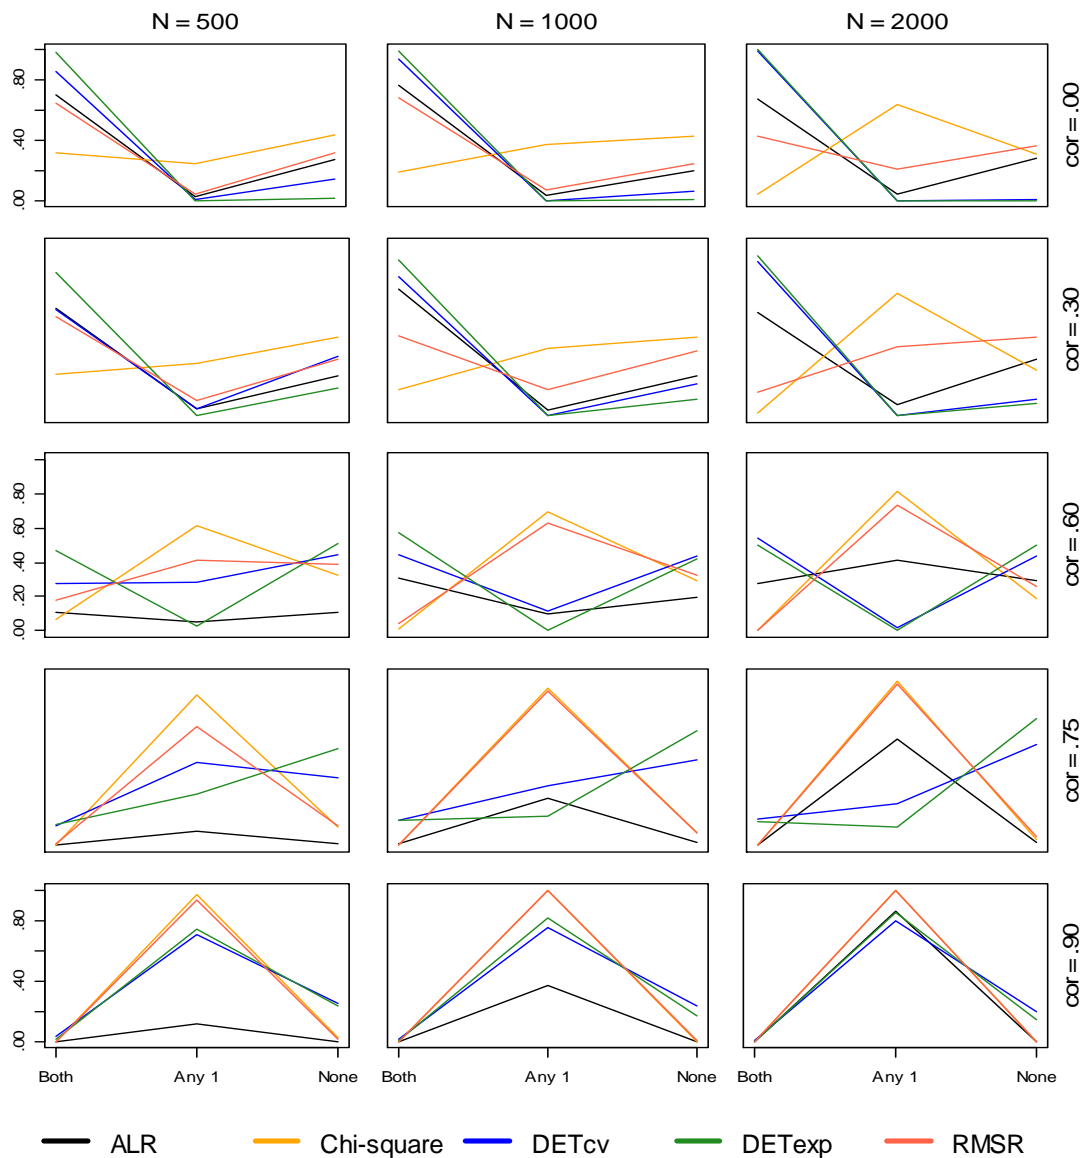 N = 500 N = 1000 N = 2000
.80
.40
.00
cor = .00
cor = .30
.80
.60
.40
.20
.00
cor = .60
cor = .75
.80
.40
.00
cor = .90
Both Any 1 None Both Any 1 None Both Any 1 None
ALR Chi-square DETcv DETexp RMSR